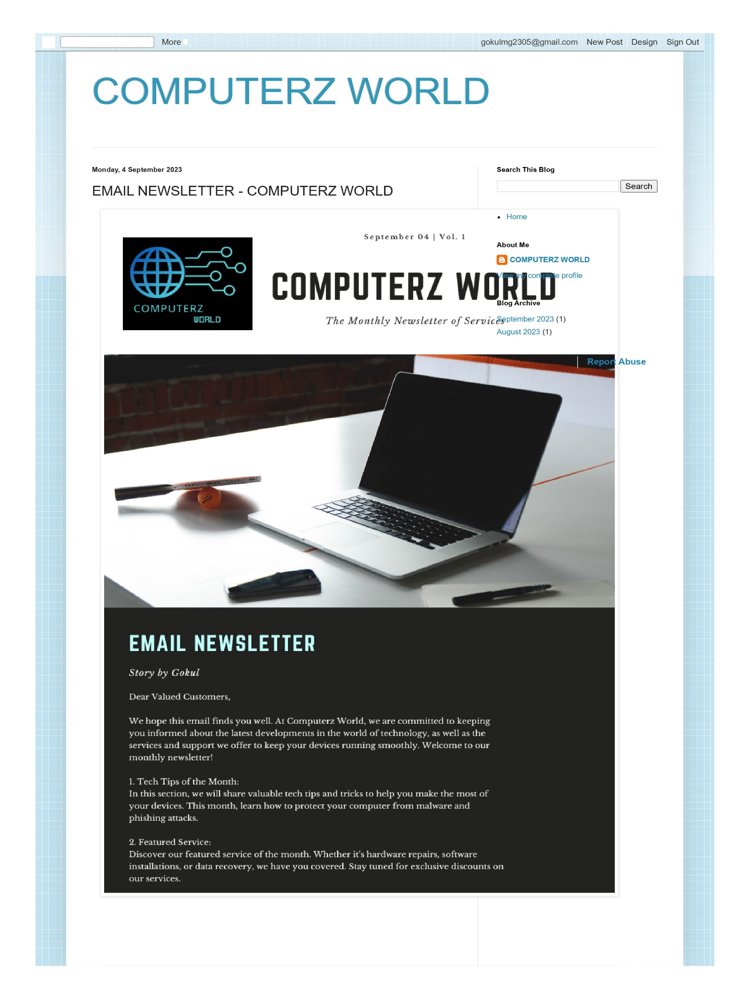 More
gokulmg2305@gmail.com New Post Design Sign Out
COMPUTERZ WORLD
Monday, 4 September 2023
EMAIL NEWSLETTER - COMPUTERZ WORLD
September 04 | Vol. 1
COMPUTERZ
WORLD
COMPUTERZ WORLD
The Monthly Newsletter of Services
EMAIL NEWSLETTER
Story by Gokul
Dear Valued Customers,
We hope this email finds you well. At Computerz World, we are committed to keeping
you informed about the latest developments in the world of technology, as well as the
services and support we offer to keep your devices running smoothly. Welcome to our
monthly newsletter!
1. Tech Tips of the Month:
In this section, we will share valuable tech tips and tricks to help you make the most of
your devices. This month, learn how to protect your computer from malware and
phishing attacks.
2. Featured Service:
Discover our featured service of the month. Whether it's hardware repairs, software
installations, or data recovery, we have you covered. Stay tuned for exclusive discounts on
our services.
Search This Blog
Search
Home
About Me
COMPUTERZ WORLD
View my complete profile
Blog Archive
September 2023 (1)
August 2023 (1)
Report Abuse